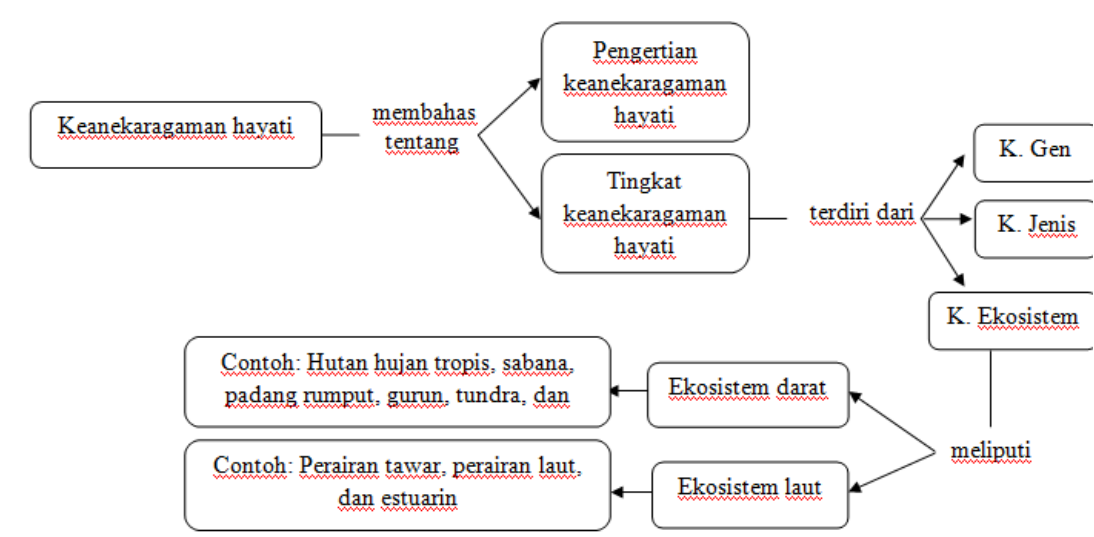 Keanekaragaman hayati
membahas
tentang
Pengertian
keanekaragaman
hayati
Tingkat
keanekaragaman
hayati
terdiri dari
K. Gen
K. Jenis
K. Ekosistem
meliputi
Ekosistem darat
Contoh: Hutan hujan tropis, sabana,
padang rumput, gurun, tundra, dan
Ekosistem laut
Contoh: Perairan tawar, perairan laut,
dan estuarin